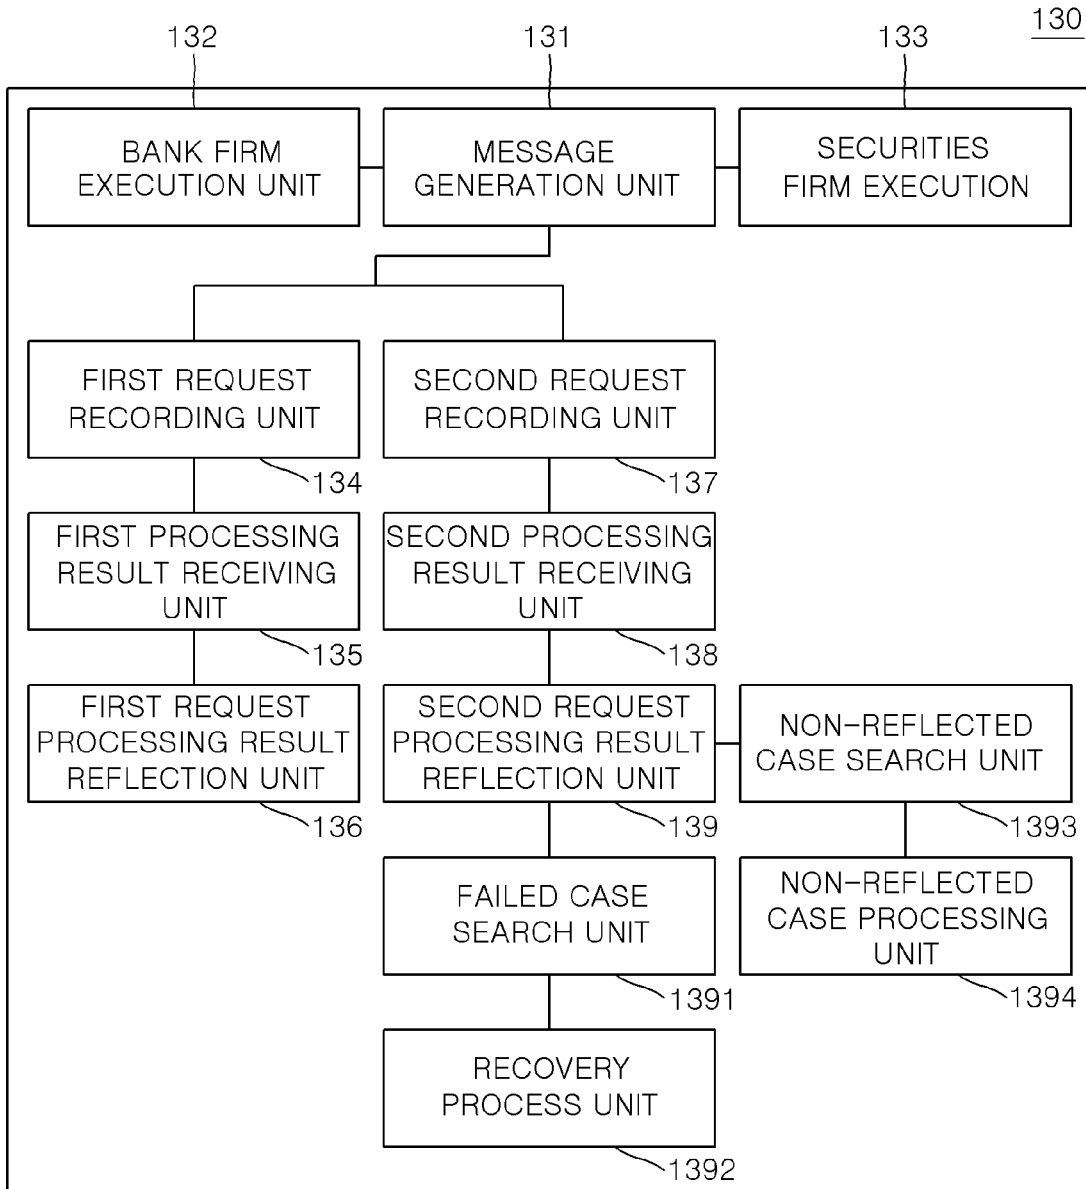 130
132
131
133
BANK FIRM
EXECUTION UNIT
MESSAGE
GENERATION UNIT
SECURITIES
FIRM EXECUTION
FIRST REQUEST
RECORDING UNIT
134
SECOND REQUEST
RECORDING UNIT
137
FIRST PROCESSING
RESULT RECEIVING
UNIT
135
SECOND PROCESSING
RESULT RECEIVING
UNIT
138
FIRST REQUEST
PROCESSING RESULT
REFLECTION UNIT
136
SECOND REQUEST
PROCESSING RESULT
REFLECTION UNIT
139
NON-REFLECTED
CASE SEARCH UNIT
1393
FAILED CASE
SEARCH UNIT
1391
NON-REFLECTED
CASE PROCESSING
UNIT
1394
RECOVERY
PROCESS UNIT
1392